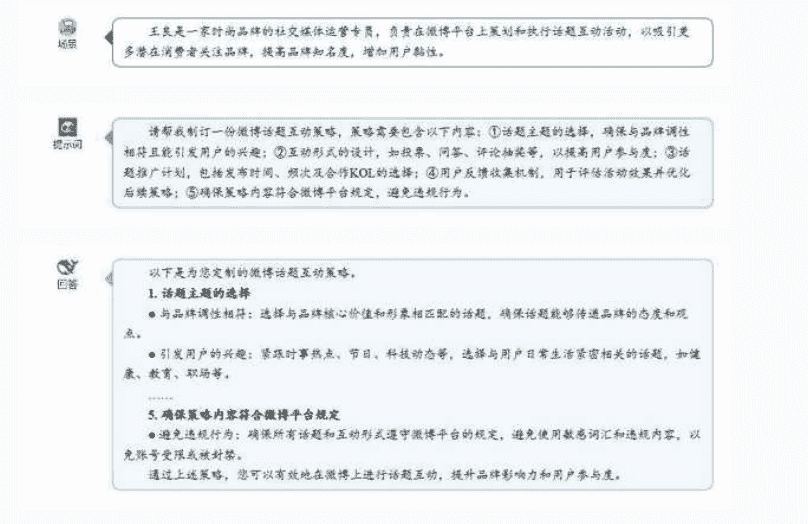 场景
王良是一家时尚品牌的社交媒体运营专员，负责在微博平台上策划和执行话题互动活动，以吸引更
多潜在消费者关注品牌，提高品牌知名度，增加用户黏性。
提示词
请帮我制订一份微博话题互动策略，策略需要包含以下内容：①话题主题的选择，确保与品牌调性
相符且能引发用户的兴趣；②互动形式的设计，如投票、问答、评论抽奖等，以提高用户参与度；③话
题推广计划，包括发布时间、频次及合作KOL的选择；④用户反馈收集机制，用于评估活动效果并优化
后续策略；⑤确保策略内容符合微博平台规定，避免违规行为。
回答
以下是为您定制的微博话题互动策略。
1. 话题主题的选择
● 与品牌调性相符：选择与品牌核心价值和形象相匹配的话题，确保话题能够传递品牌的态度和观
点。
● 引发用户的兴趣：紧跟时事热点、节日、科技动态等，选择与用户日常生活紧密相关的话题，如健
康、教育、职场等。
……
5. 确保策略内容符合微博平台规定
● 避免违规行为：确保所有话题和互动形式遵守微博平台的规定，避免使用敏感词汇和违规内容，以
免账号受限或被封禁。
通过上述策略，您可以有效地在微博上进行话题互动，提升品牌影响力和用户参与度。